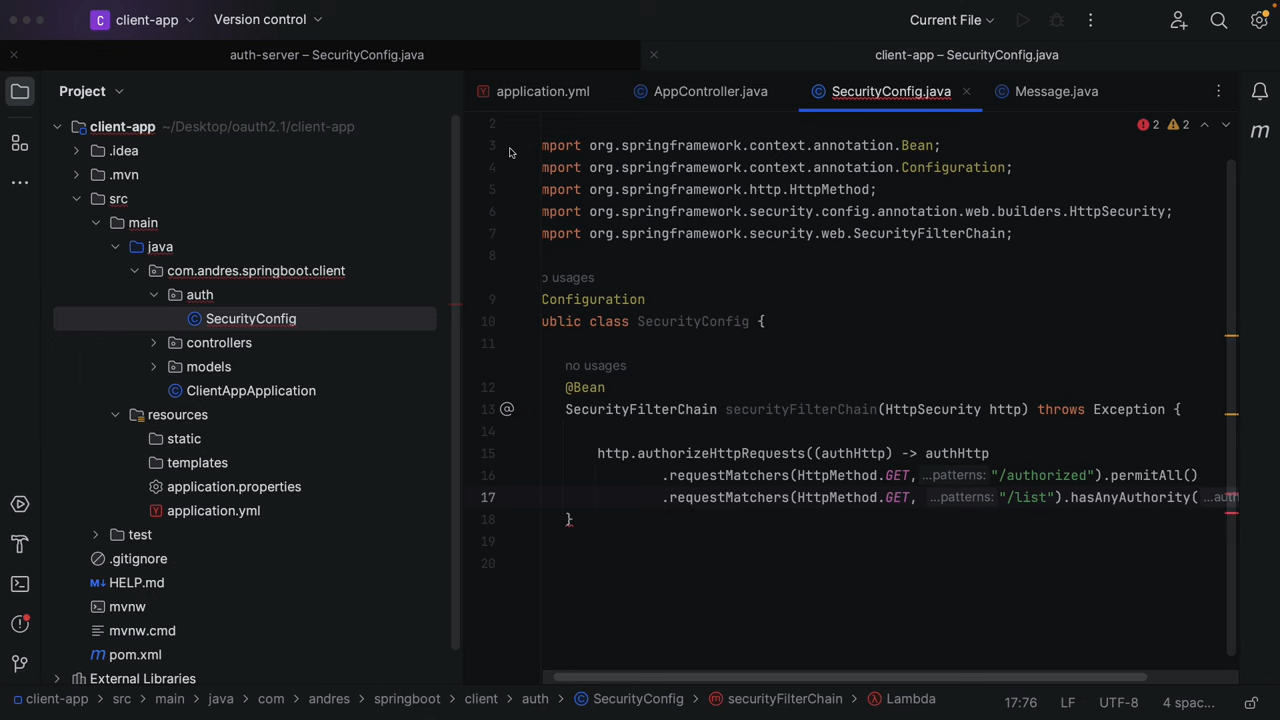 C client-app Version control Current File
auth-server – SecurityConfig.java client-app – SecurityConfig.java
Project
application.yml AppController.java SecurityConfig.java Message.java
client-app ~/Desktop/oauth2.1/client-app
.idea
.mvn
src
main
java
com.andres.springboot.client
auth
SecurityConfig
controllers
models
ClientAppApplication
resources
static
templates
application.properties
application.yml
test
.gitignore
HELP.md
mvnw
mvnw.cmd
pom.xml
External Libraries
2 2
2
3 mport org.springframework.context.annotation.Bean;
4 mport org.springframework.context.annotation.Configuration;
5 mport org.springframework.http.HttpMethod;
6 mport org.springframework.security.config.annotation.web.builders.HttpSecurity;
7 mport org.springframework.security.web.SecurityFilterChain;
8
o usages
9 Configuration
10 ublic class SecurityConfig {
11
no usages
12 @Bean
13 SecurityFilterChain securityFilterChain(HttpSecurity http) throws Exception {
14
15 http.authorizeHttpRequests((authHttp) -> authHttp
16 .requestMatchers(HttpMethod.GET, ...patterns: "/authorized").permitAll()
17 .requestMatchers(HttpMethod.GET, ...patterns: "/list").hasAnyAuthority( ...auth
18 }
19
20
client-app src main java com andres springboot client auth SecurityConfig securityFilterChain Lambda 17:76 LF UTF-8 4 spac...